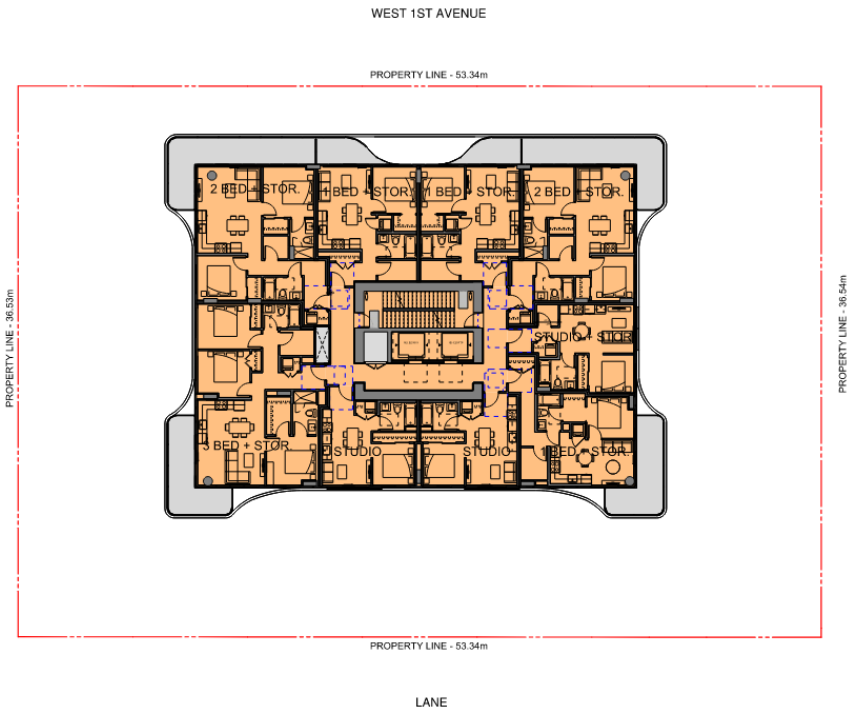 WEST 1ST AVENUE
PROPERTY LINE - 53.34m
2 BED + STOR.
1 BED + STOR.
1 BED + STOR.
2 BED + STOR.
PROPERTY LINE - 36.53m
PROPERTY LINE - 36.54m
STUDIO + STOR
3 BED + STOR.
STUDIO
STUDIO
1 BED + STOR.
PROPERTY LINE - 53.34m
LANE